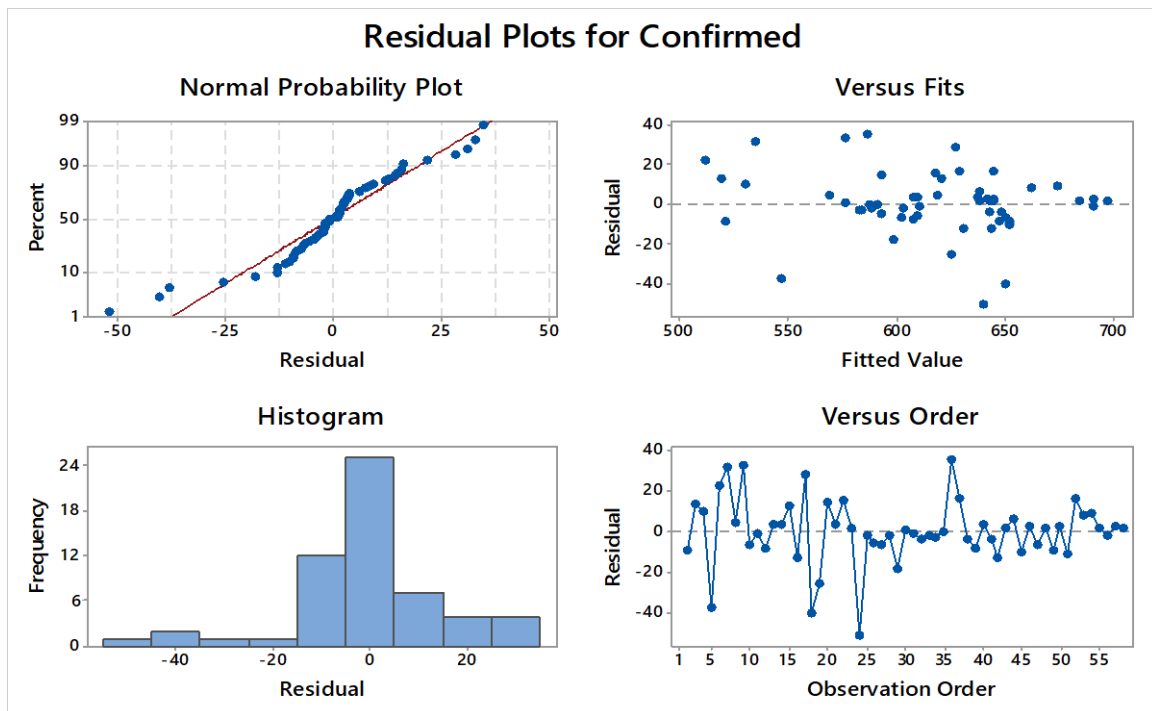 Residual Plots for Confirmed
Normal Probability Plot
Percent
99
90
50
10
1
-50 -25 0 25 50
Residual
Versus Fits
Residual
40
20
0
-20
-40
500 550 600 650 700
Fitted Value
Histogram
Frequency
24
18
12
6
0
-40 -20 0 20
Residual
Versus Order
Residual
40
20
0
-20
-40
1 5 10 15 20 25 30 35 40 45 50 55
Observation Order